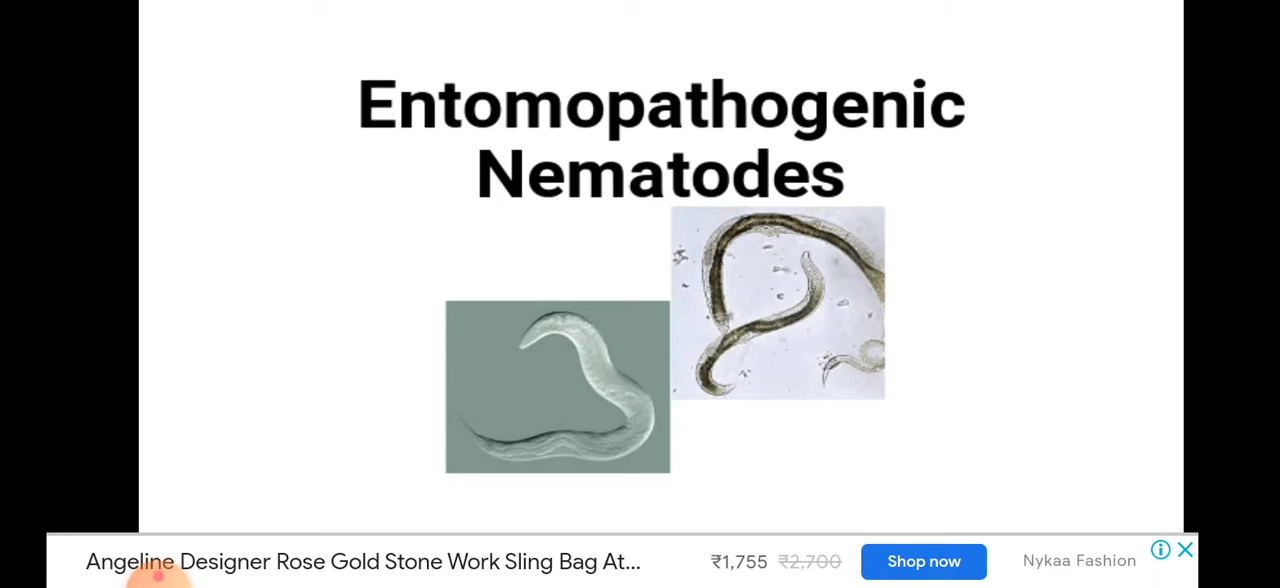 Entomopathogenic
Nematodes
Angeline Designer Rose Gold Stone Work Sling Bag At... ₹1,755 ₹2,700 Shop now Nykaa Fashion